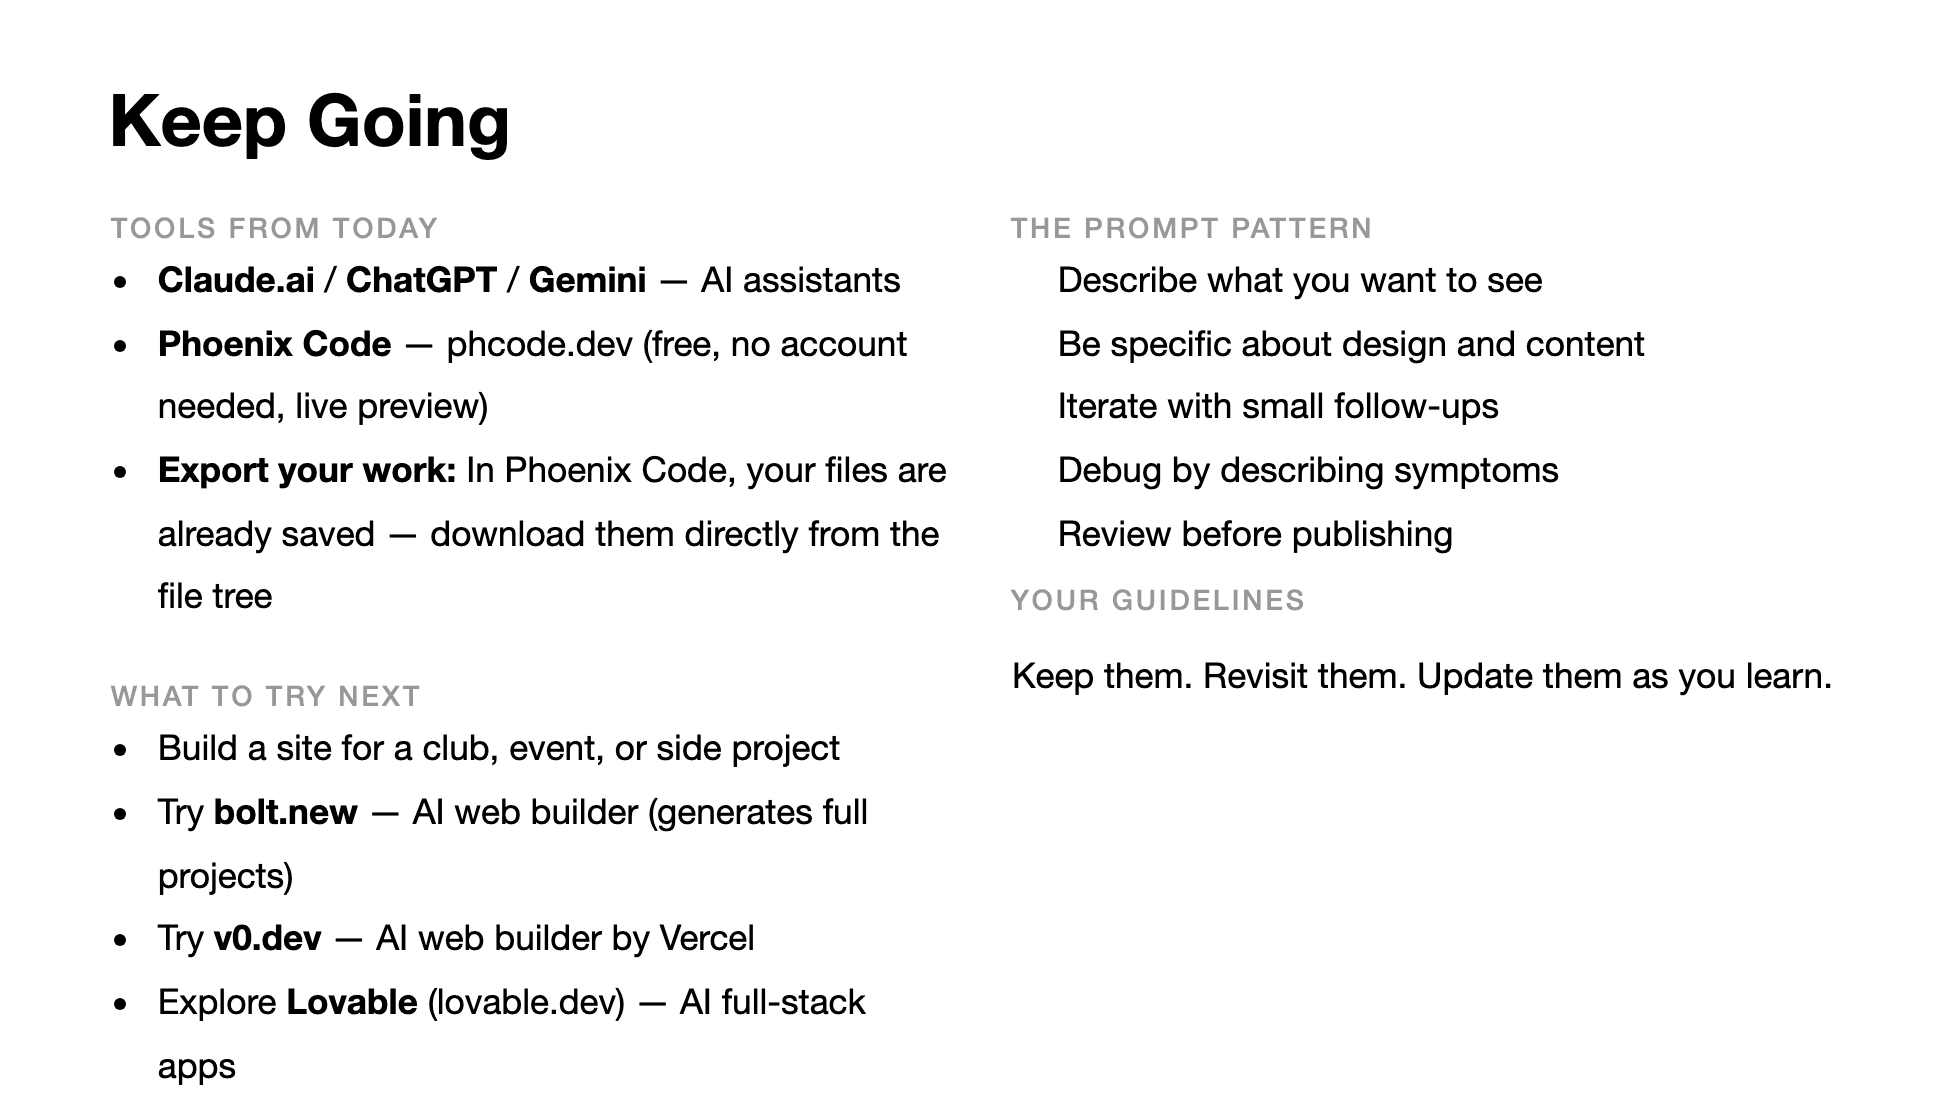 Keep Going
TOOLS FROM TODAY
• Claude.ai / ChatGPT / Gemini — AI assistants
• Phoenix Code — phcode.dev (free, no account
needed, live preview)
• Export your work: In Phoenix Code, your files are
already saved — download them directly from the
file tree
WHAT TO TRY NEXT
• Build a site for a club, event, or side project
• Try bolt.new — AI web builder (generates full
projects)
• Try v0.dev — AI web builder by Vercel
• Explore Lovable (lovable.dev) — AI full-stack
apps
THE PROMPT PATTERN
Describe what you want to see
Be specific about design and content
Iterate with small follow-ups
Debug by describing symptoms
Review before publishing
YOUR GUIDELINES
Keep them. Revisit them. Update them as you learn.